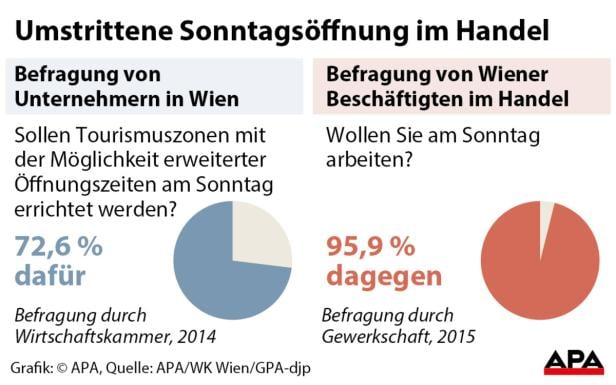 Umstrittene Sonntagsöffnung im Handel
Befragung von
Unternehmern in Wien
Sollen Tourismuszonen mit
der Möglichkeit erweiterter
Öffnungszeiten am Sonntag
errichtet werden?
72,6 %
dafür
Befragung durch
Wirtschaftskammer, 2014
Befragung von Wiener
Beschäftigten im Handel
Wollen Sie am Sonntag
arbeiten?
95,9 %
dagegen
Befragung durch
Gewerkschaft, 2015
Grafik: © APA, Quelle: APA/WK Wien/GPA-djp
APA